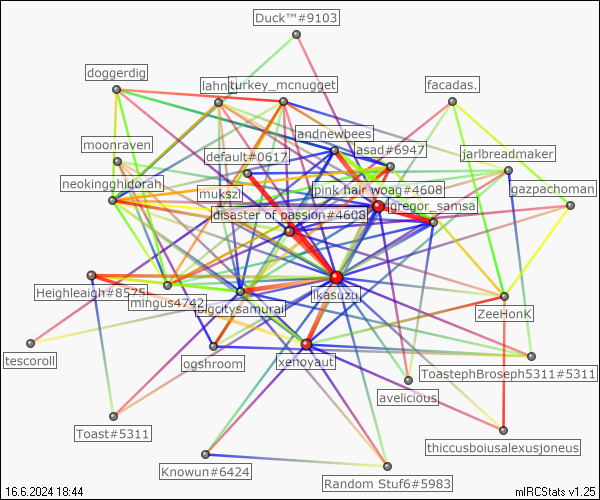 Duck™#9103
doggerdig
lahn
turkey_mcnugget
facadas.
landnewbees
moonraven
default#0617
asad#6947
jarlbreadmaker
neokingghidorah
mukszi
pink hair woag#4608
gazpachoman
disaster of passion#4608
gregor_samsa
Heighleaigh#8575
mingus4742
bigcitysamurai
ikasuzu
ZeeHonK
tescoroll
ogshroom
xenoyaut
ToastephBroseph5311#5311
avelicious
Toast#5311
thiccusboiusalexusjoneus
Knowun#6424
Random Stuf6#5983
16.6.2024 18:44
mIRCStats v1.25